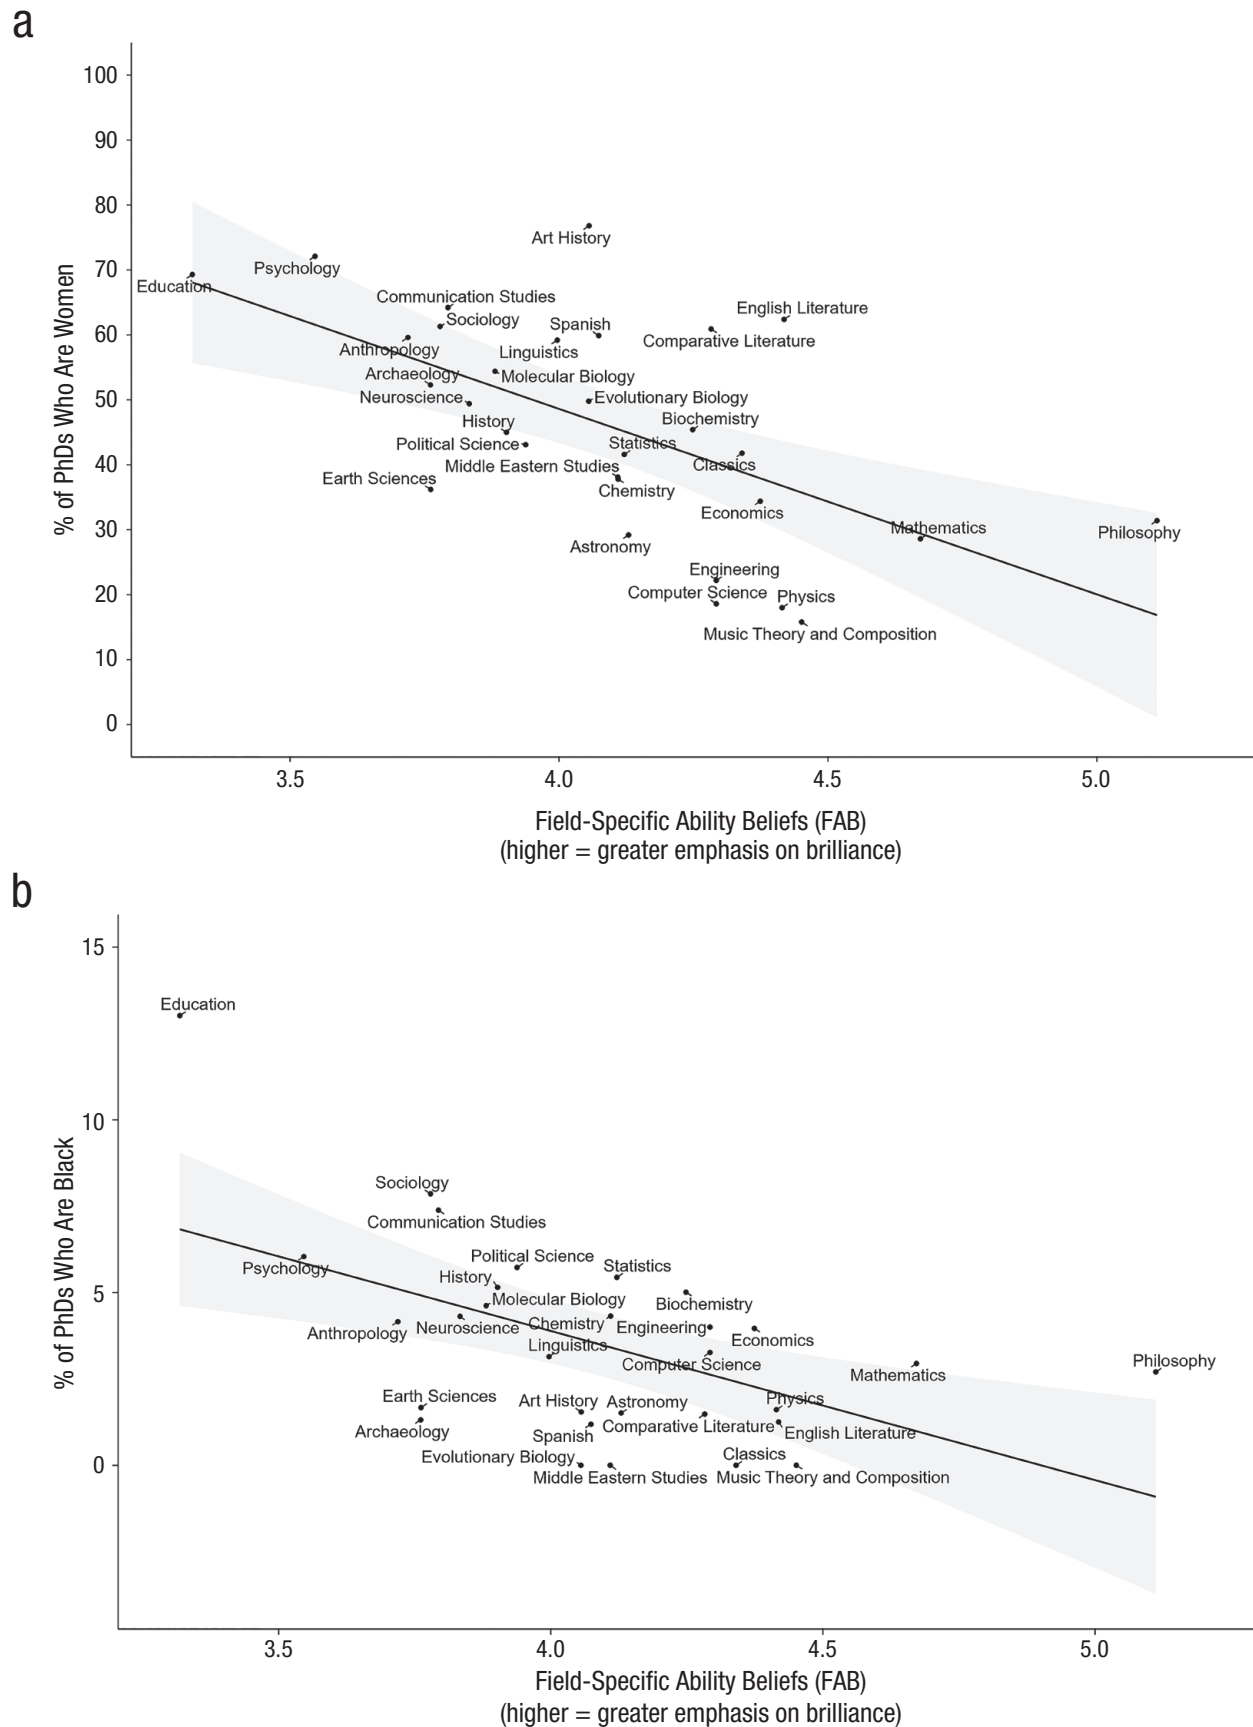 a
100
90
80
70
60
50
40
30
20
10
0
% of PhDs Who Are Women
Art History
Psychology
Education
Communication Studies
English Literature
Sociology
Spanish
Comparative Literature
Anthropology
Linguistics
Archaeology
Molecular Biology
Neuroscience
Evolutionary Biology
History
Biochemistry
Political Science
Statistics
Middle Eastern Studies
Classics
Earth Sciences
Chemistry
Economics
Mathematics
Philosophy
Astronomy
Engineering
Computer Science
Physics
Music Theory and Composition
3.5
4.0
4.5
5.0
Field-Specific Ability Beliefs (FAB)
(higher = greater emphasis on brilliance)
b
15
10
5
0
% of PhDs Who Are Black
Education
Sociology
Communication Studies
Political Science
Psychology
Statistics
History
Molecular Biology
Biochemistry
Anthropology
Neuroscience
Chemistry
Engineering
Economics
Linguistics
Computer Science
Philosophy
Mathematics
Earth Sciences
Art History
Astronomy
Physics
Archaeology
Spanish
Comparative Literature
English Literature
Evolutionary Biology
Classics
Middle Eastern Studies
Music Theory and Composition
3.5
4.0
4.5
5.0
Field-Specific Ability Beliefs (FAB)
(higher = greater emphasis on brilliance)